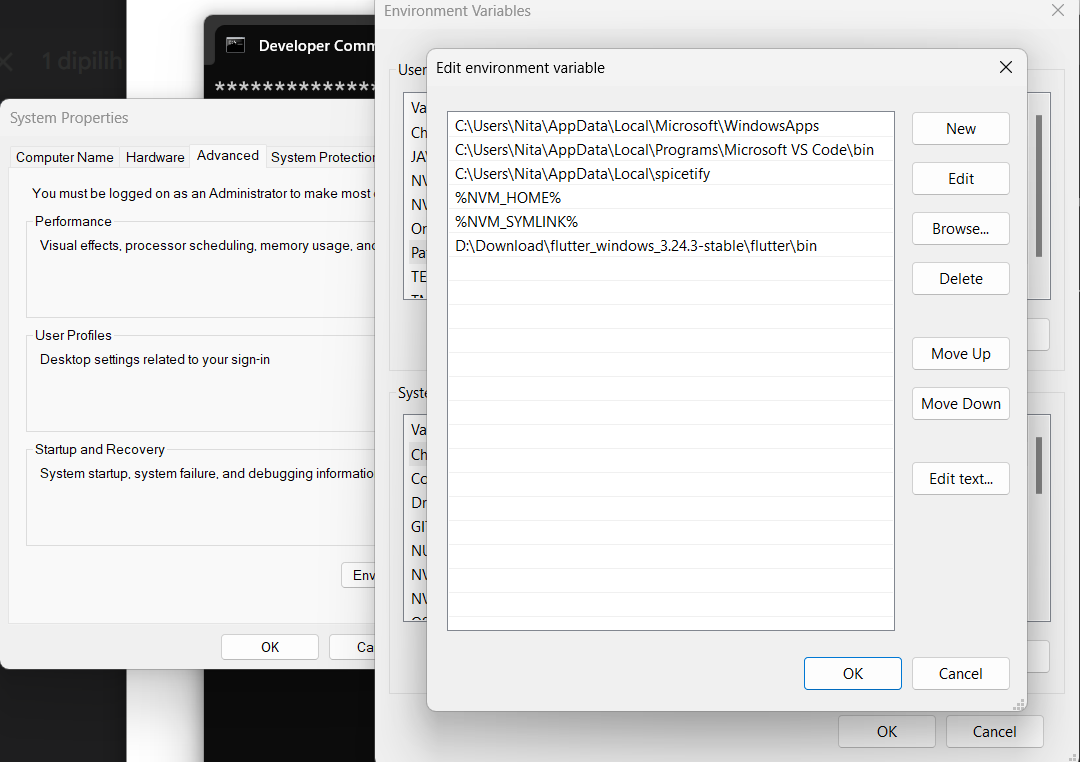 1 dipilih
Developer Comm
****************
System Properties
Computer Name
Hardware
Advanced
System Protection
You must be logged on as an Administrator to make most
Performance
Visual effects, processor scheduling, memory usage, and
User Profiles
Desktop settings related to your sign-in
Startup and Recovery
System startup, system failure, and debugging informatio
Env
OK
Ca
Environment Variables
User
Va
Ch
JAV
NV
NV
On
Pa
TE
Syste
Va
Ch
Co
Dr
GIT
NU
NV
NV
OK
Cancel
Edit environment variable
C:\Users\Nita\AppData\Local\Microsoft\WindowsApps
C:\Users\Nita\AppData\Local\Programs\Microsoft VS Code\bin
C:\Users\Nita\AppData\Local\spicetify
%NVM_HOME%
%NVM_SYMLINK%
D:\Download\flutter_windows_3.24.3-stable\flutter\bin
New
Edit
Browse...
Delete
Move Up
Move Down
Edit text...
OK
Cancel